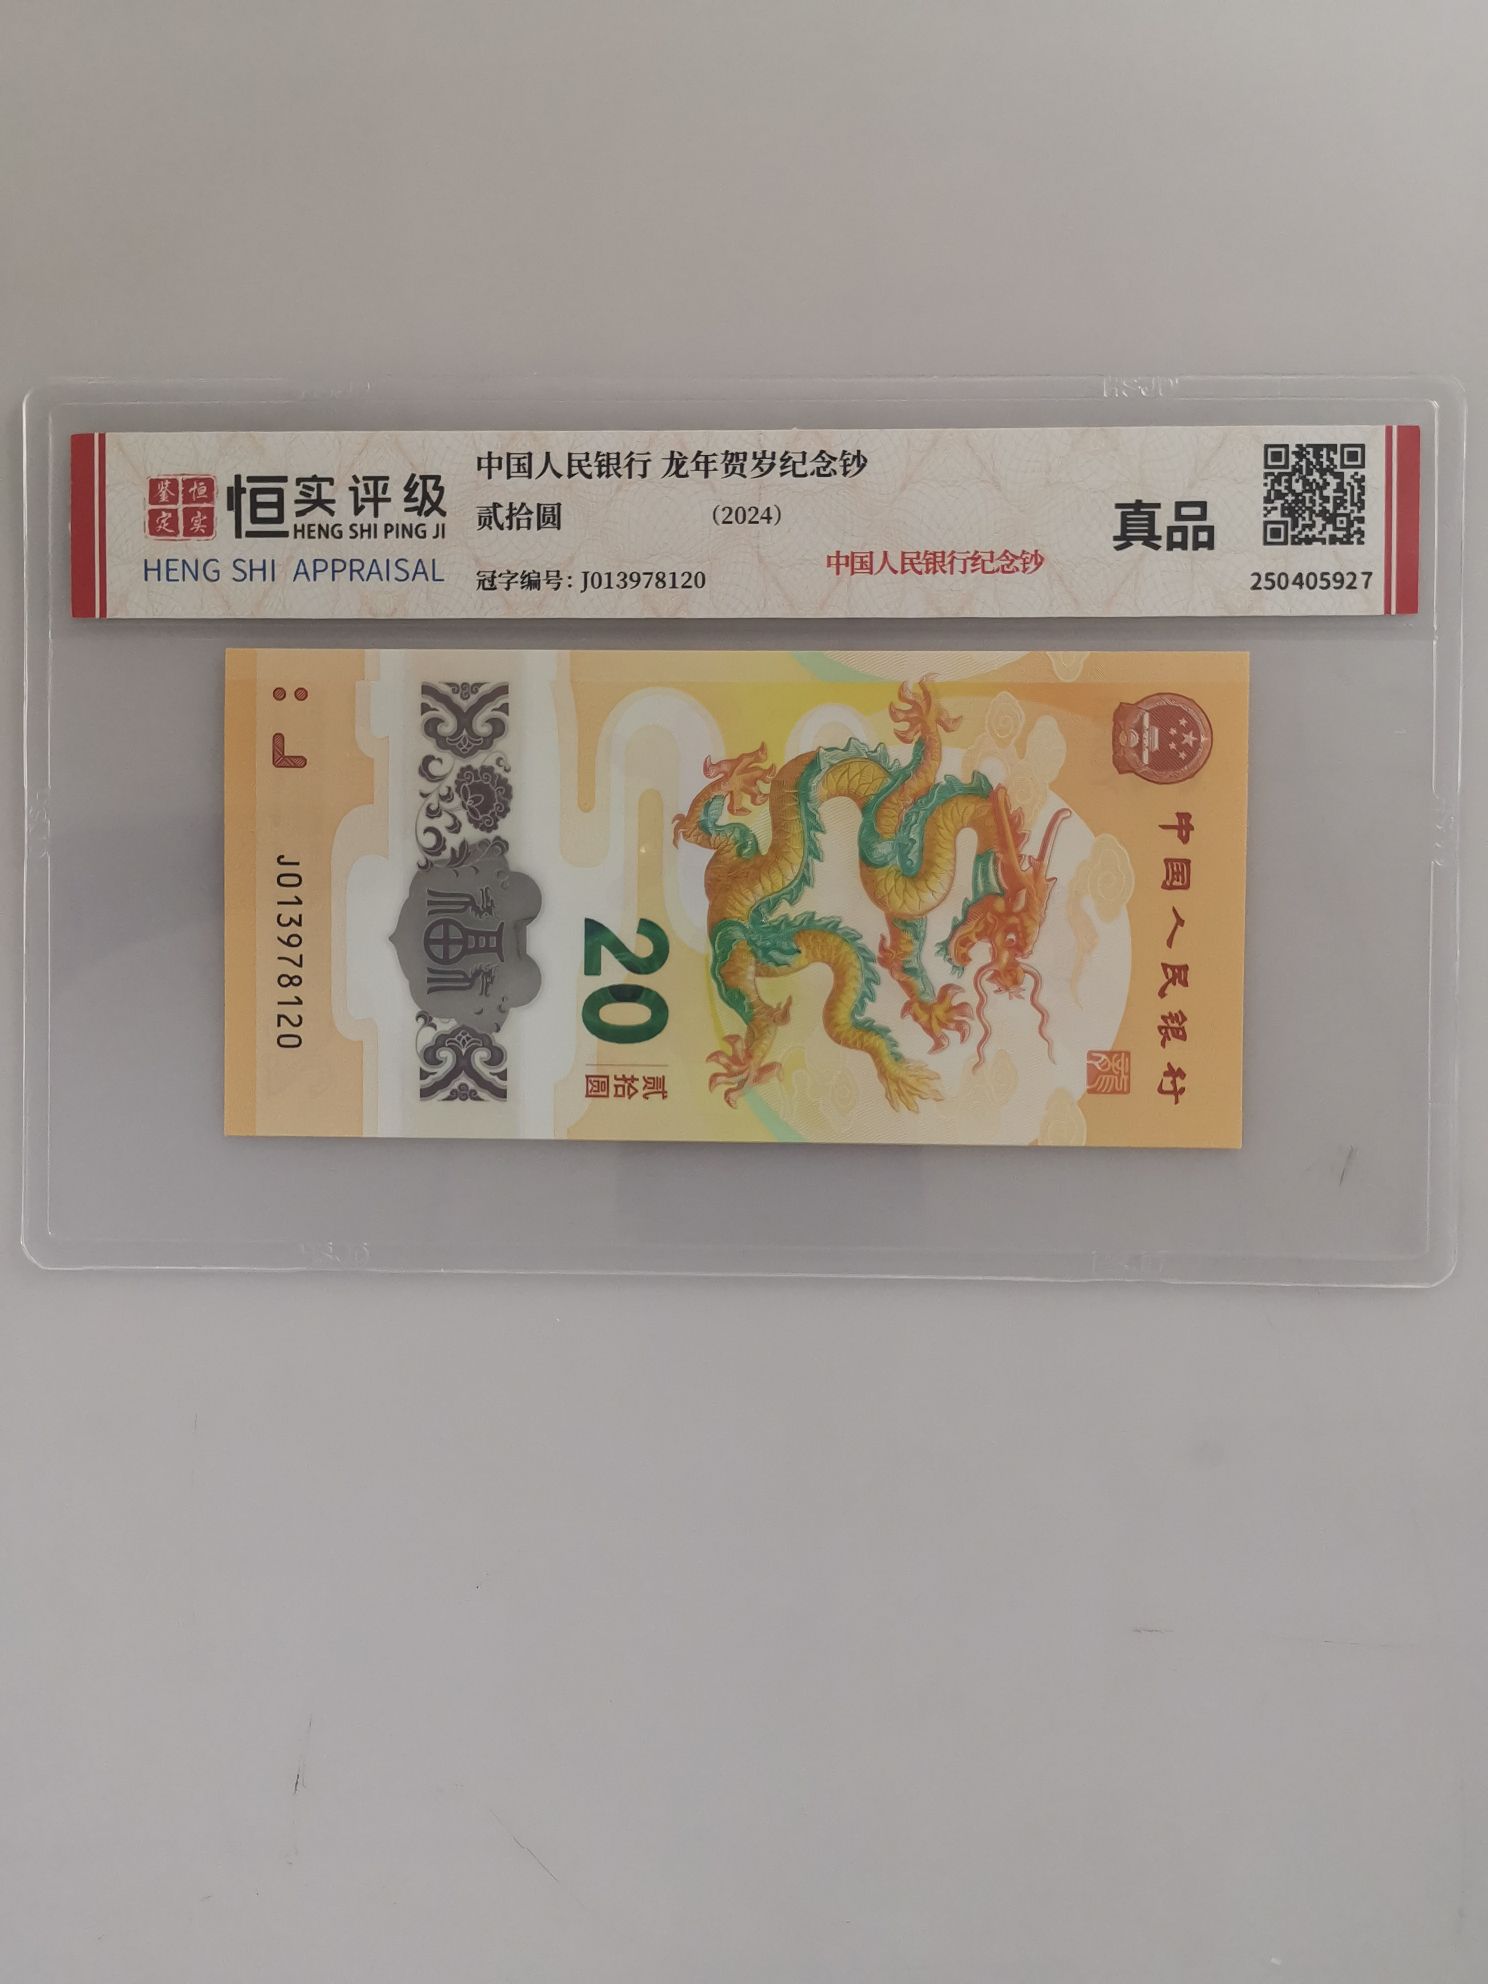 恒实评级
HENG SHI PING JI
HENG SHI APPRAISAL
鉴恒
定实
中国人民银行 龙年贺岁纪念钞
贰拾圆 (2024)
冠字编号: J013978120
中国人民银行纪念钞
真品
250405927
中国人民银行
20
贰拾圆
J013978120